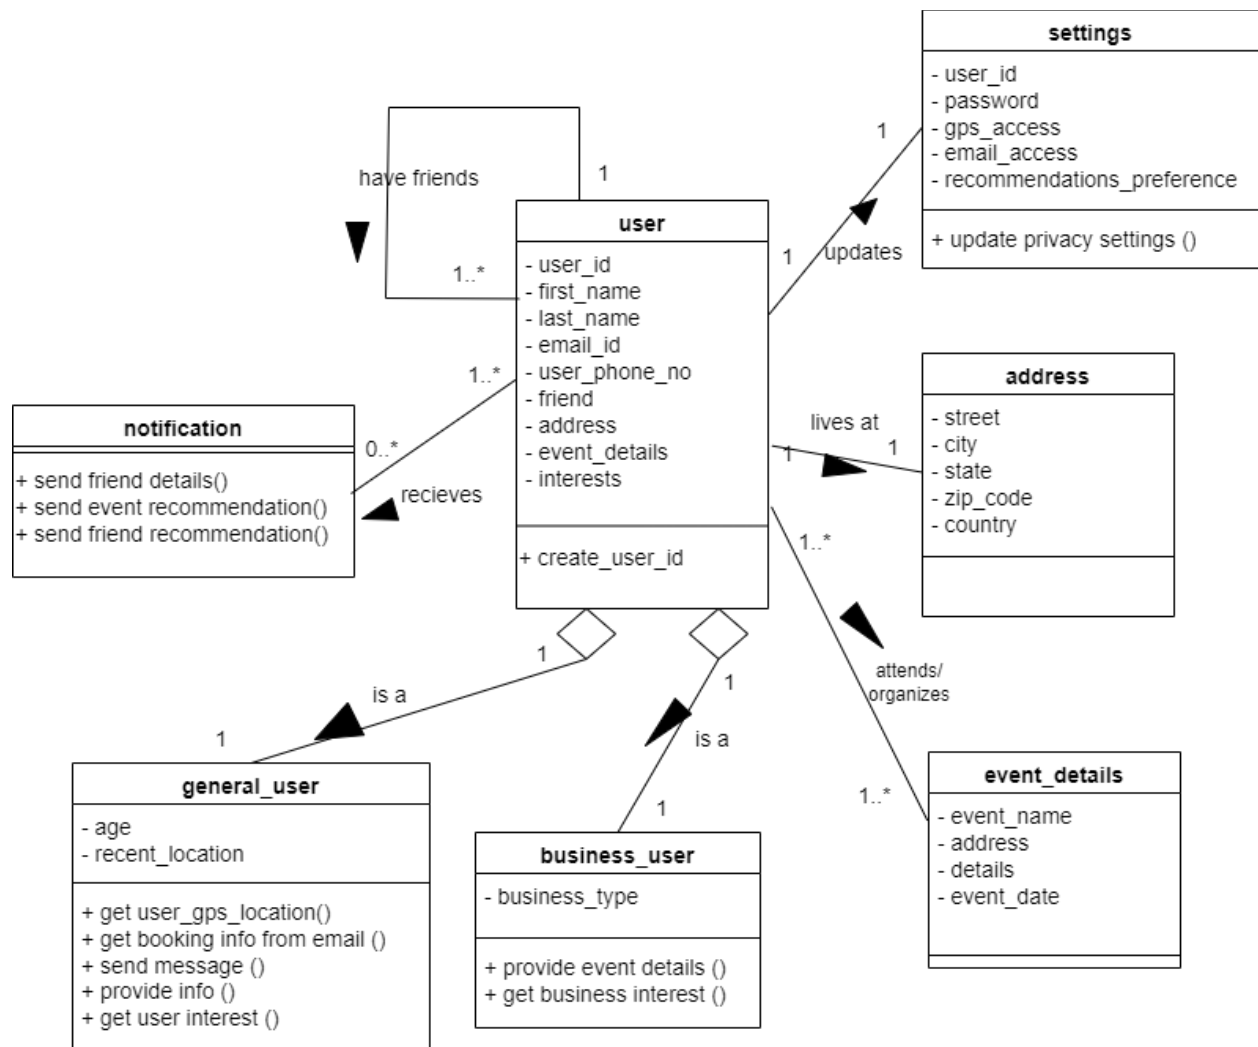 settings
- user_id
- password
- gps_access
- email_access
- recommendations_preference
+ update privacy settings ()
1
1
updates
have friends
1
1..*
user
- user_id
- first_name
- last_name
- email_id
- user_phone_no
- friend
- address
- event_details
- interests
+ create_user_id
address
- street
- city
- state
- zip_code
- country
lives at
1
1
1..*
0..*
recieves
notification
+ send friend details()
+ send event recommendation()
+ send friend recommendation()
1..*
attends/
organizes
1..*
event_details
- event_name
- address
- details
- event_date
1
is a
1
general_user
- age
- recent_location
+ get user_gps_location()
+ get booking info from email ()
+ send message ()
+ provide info ()
+ get user interest ()
1
is a
1
business_user
- business_type
+ provide event details ()
+ get business interest ()